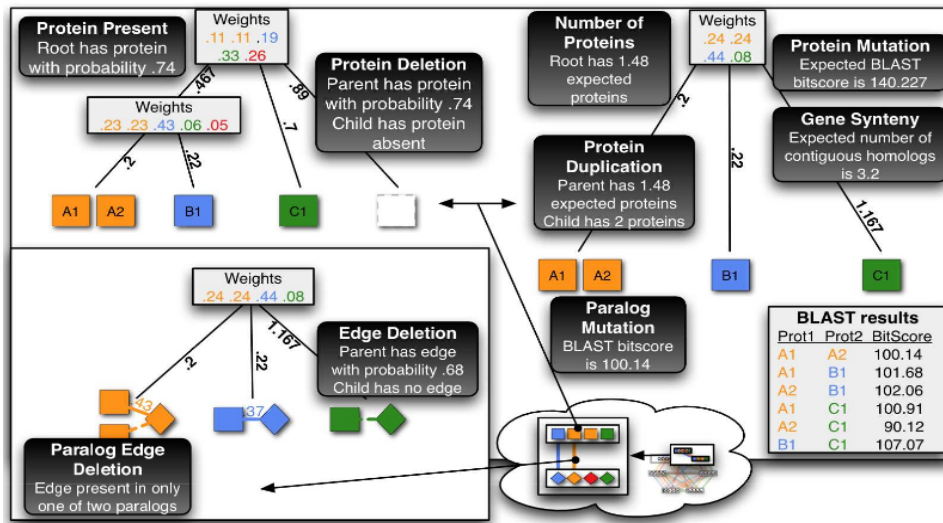 Protein Present
Root has protein
with probability .74
Weights
.11 .11 .19
.33 .26
.467
.89
.7
Protein Deletion
Parent has protein
with probability .74
Child has protein
absent
Weights
.23 .23 .43 .06 .05
.2
.22
A1 A2 B1 C1
Number of
Proteins
Root has 1.48
expected
proteins
Weights
.24 .24
.44 .08
.2
.22
1.167
Protein Mutation
Expected BLAST
bitscore is 140.227
Gene Synteny
Expected number of
contiguous homologs
is 3.2
Protein
Duplication
Parent has 1.48
expected proteins
Child has 2 proteins
A1 A2 B1 C1
Paralog
Mutation
BLAST bitscore
is 100.14
Weights
.24 .24 .44 .08
.2
.22
1.167
Edge Deletion
Parent has edge
with probability .68
Child has no edge
.43
.37
Paralog Edge
Deletion
Edge present in only
one of two paralogs
BLAST results
Prot1 Prot2 BitScore
A1 A2 100.14
A1 B1 101.68
A2 B1 102.06
A1 C1 100.91
A2 C1 90.12
B1 C1 107.07